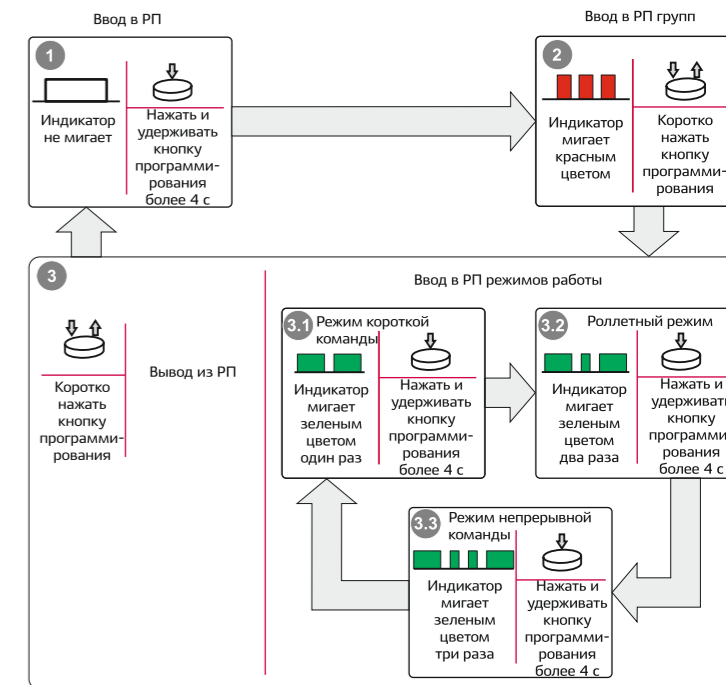 Ввод в РП
1
Индикатор
не мигает
Нажать и
удерживать
кнопку
программи-
рования
более 4 с
Ввод в РП групп
2
Индикатор
мигает
красным
цветом
Коротко
нажать
кнопку
программи-
рования
3
Коротко
нажать
кнопку
программи-
рования
Вывод из РП
Ввод в РП режимов работы
3.1
Режим короткой
команды
Индикатор
мигает
зеленым
цветом
один раз
Нажать и
удерживать
кнопку
программи-
рования
более 4 с
3.2
Роллетный режим
Индикатор
мигает
зеленым
цветом
два раза
Нажать и
удерживать
кнопку
программи-
рования
более 4 с
3.3
Режим непрерывной
команды
Индикатор
мигает
зеленым
цветом
три раза
Нажать и
удерживать
кнопку
программи-
рования
более 4 с